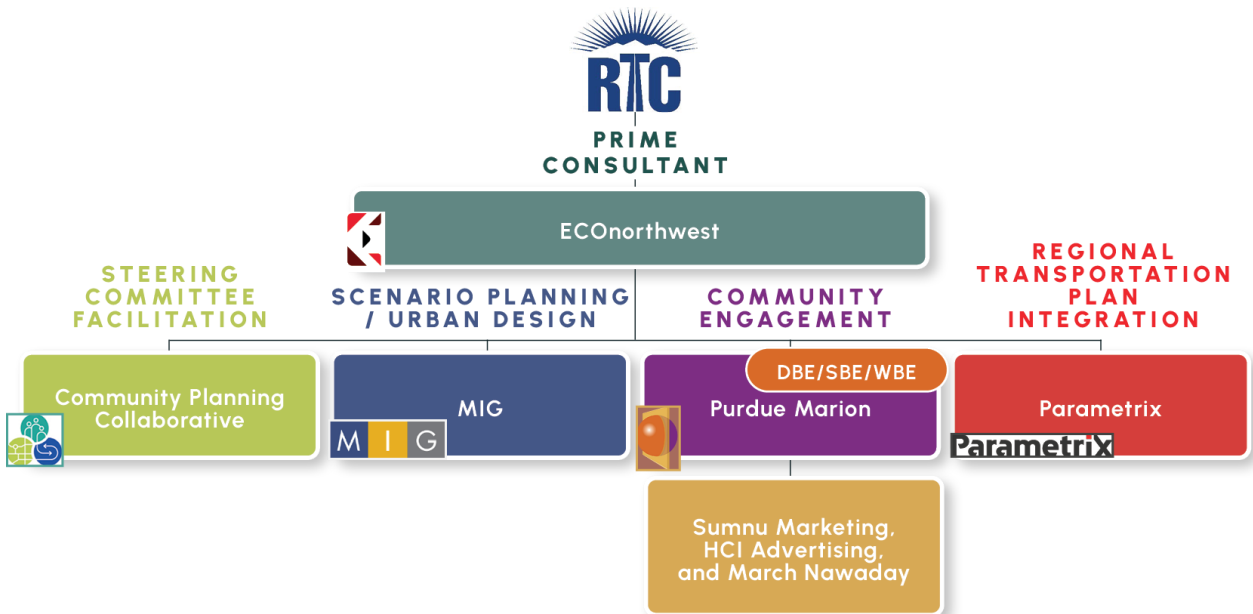 RTC
PRIME
CONSULTANT
ECOnorthwest
STEERING
COMMITTEE
FACILITATION
Community Planning
Collaborative
SCENARIO PLANNING
/ URBAN DESIGN
MIG
MIG
COMMUNITY
ENGAGEMENT
DBE/SBE/WBE
Purdue Marion
Sumnu Marketing,
HCI Advertising,
and March Nawaday
REGIONAL
TRANSPORTATION
PLAN
INTEGRATION
Parametrix
Parametrix